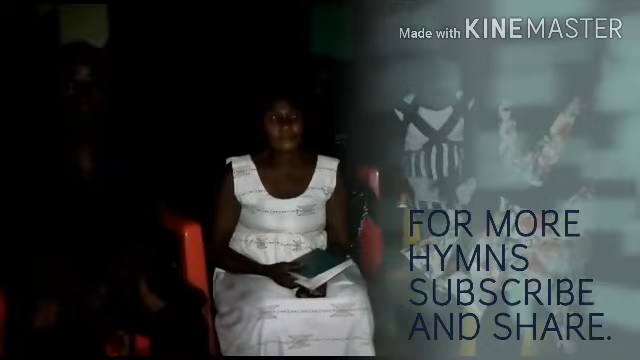 Made with KINEMASTER
FOR MORE
HYMNS
SUBSCRIBE
AND SHARE.